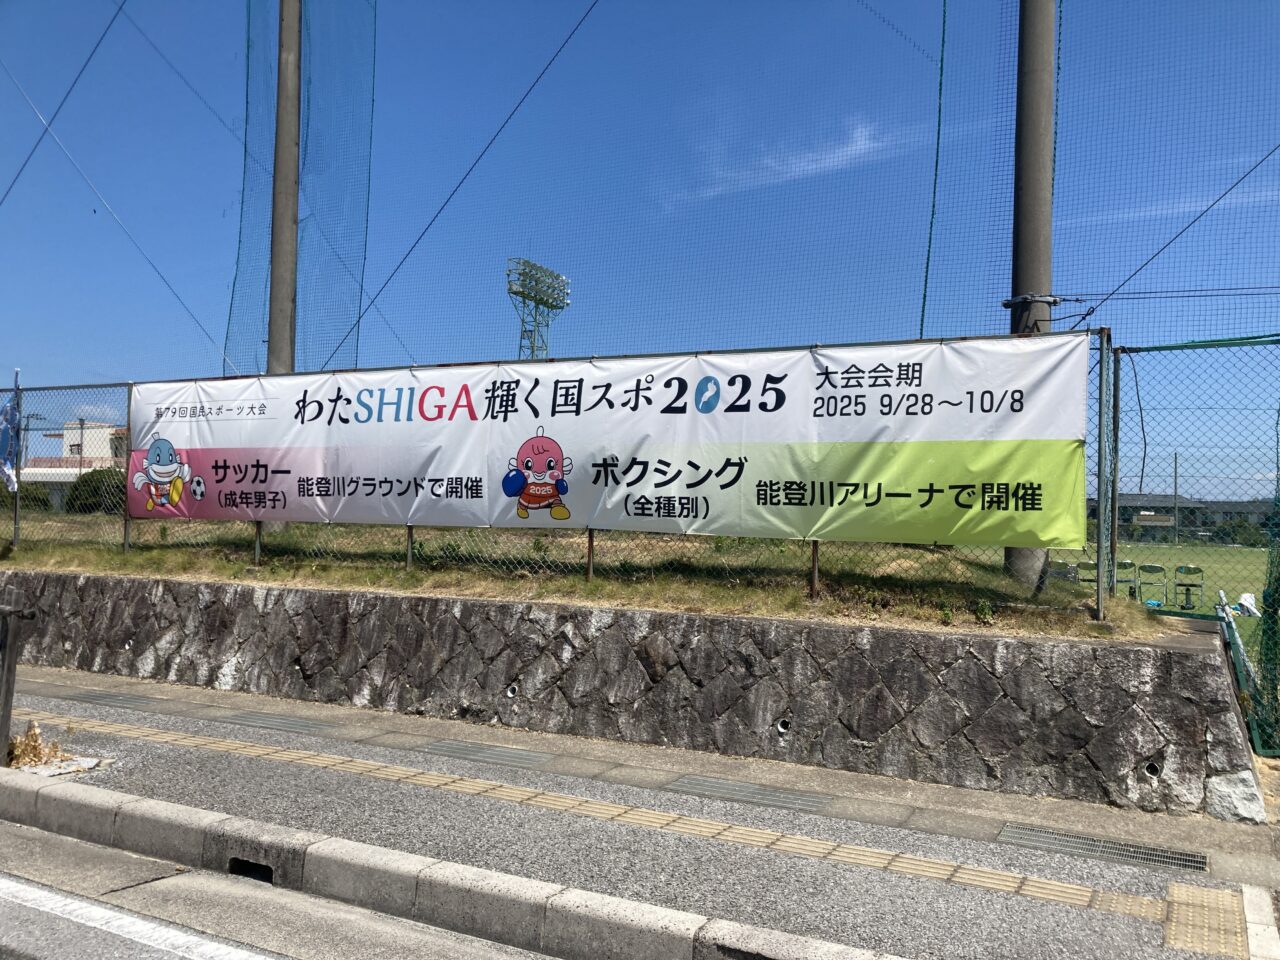 第79回国民スポーツ大会
わたSHIGA輝く国スポ2025
大会会期
2025 9/28～10/8
サッカー
(成年男子)
能登川グラウンドで開催
2025
ボクシング
(全種別)
能登川アリーナで開催